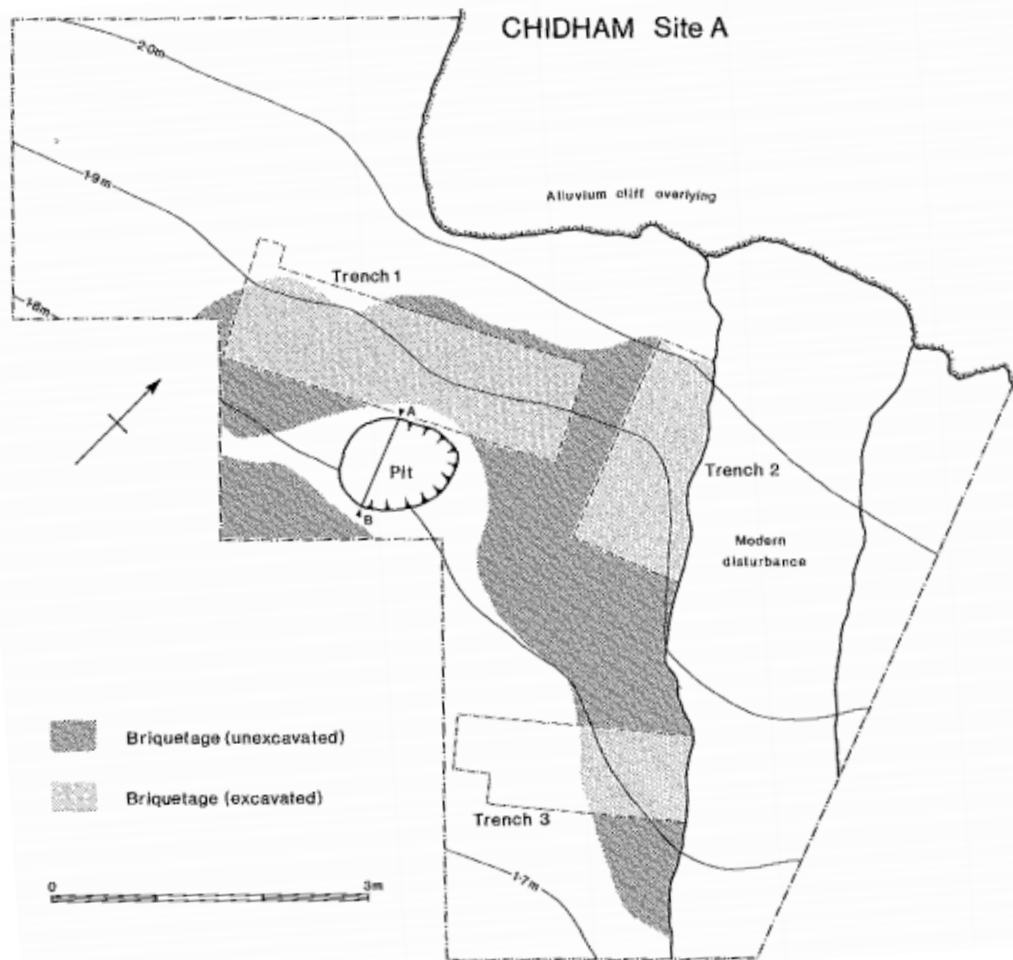 CHIDHAM Site A
2·0m
1·9m
Alluvium cliff overlying
Trench 1
1·8m
A
Pit
B
Trench 2
Modern
disturbance
Briquetage (unexcavated)
Briquetage (excavated)
Trench 3
0 3m
1·7m